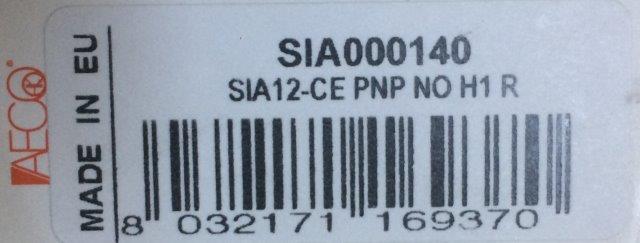 AECO
MADE IN EU
SIA000140
SIA12-CE PNP NO H1 R
8 032171 169370